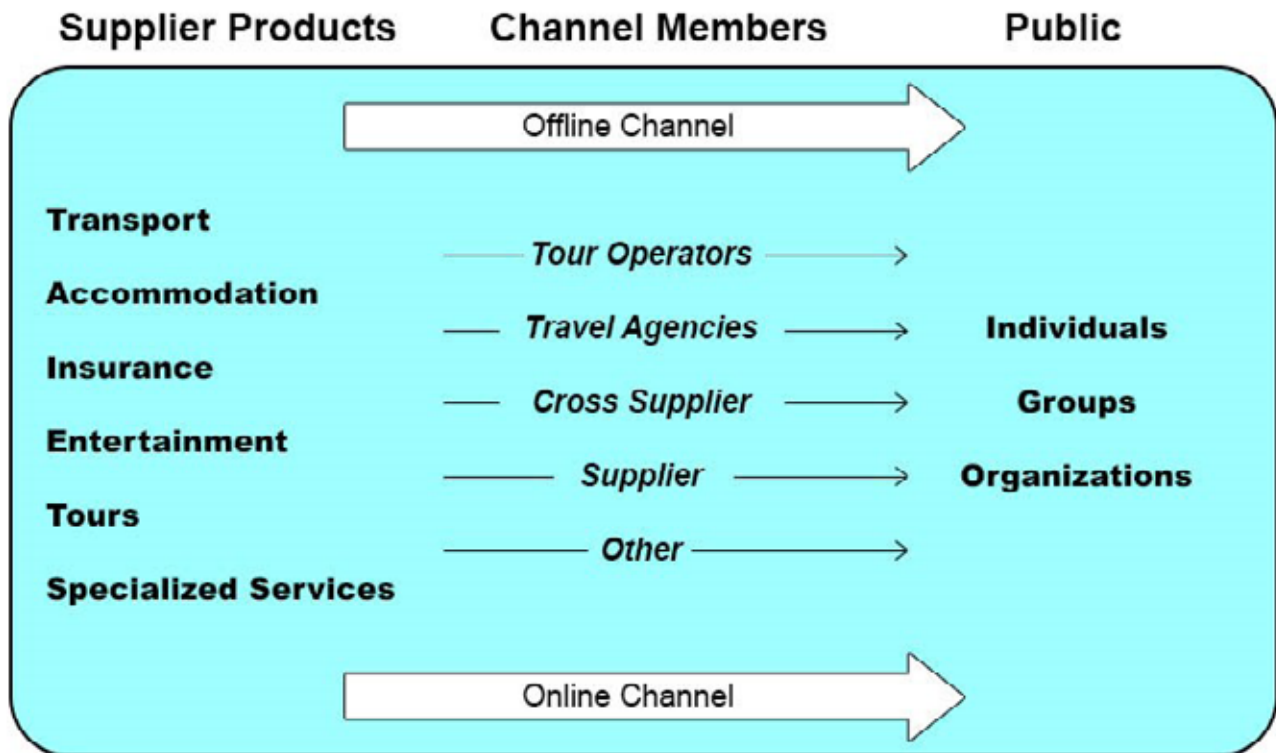 Supplier Products Channel Members Public
Offline Channel
Transport
Tour Operators
Accommodation
Travel Agencies Individuals
Insurance
Cross Supplier Groups
Entertainment
Supplier Organizations
Tours
Other
Specialized Services
Online Channel